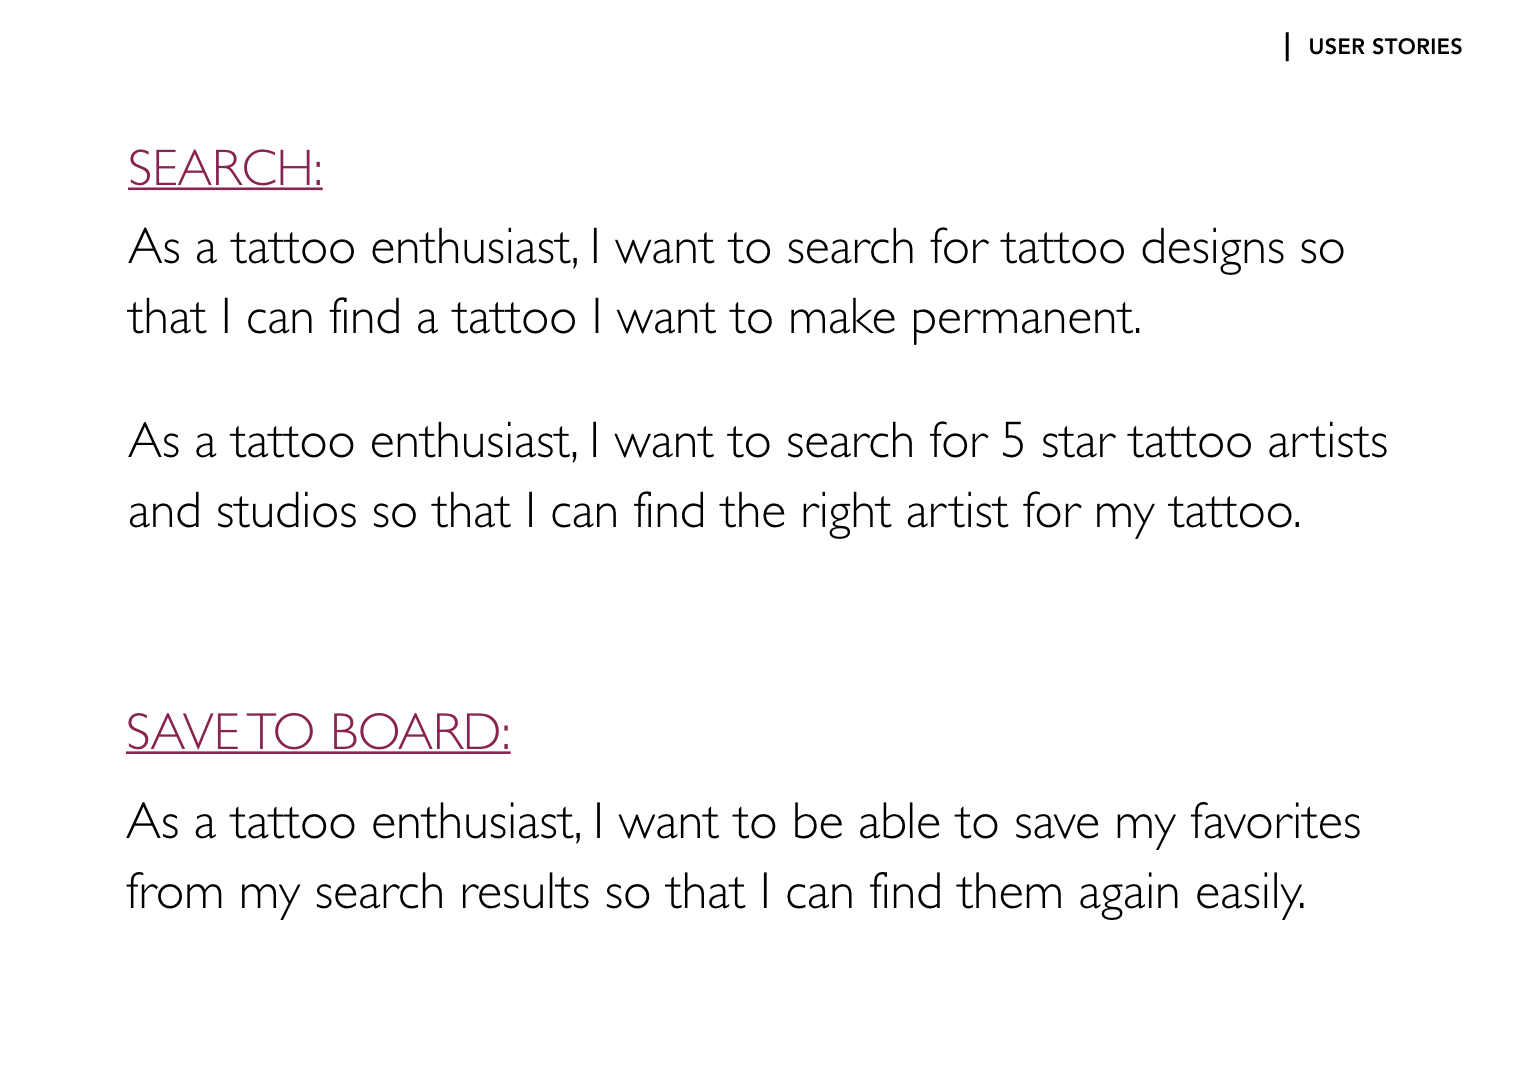 | USER STORIES
SEARCH:
As a tattoo enthusiast, I want to search for tattoo designs so
that I can find a tattoo I want to make permanent.
As a tattoo enthusiast, I want to search for 5 star tattoo artists
and studios so that I can find the right artist for my tattoo.
SAVE TO BOARD:
As a tattoo enthusiast, I want to be able to save my favorites
from my search results so that I can find them again easily.